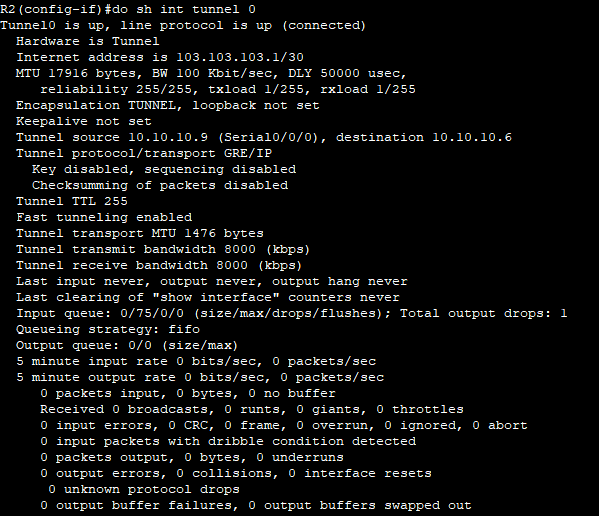 R2(config-if)#do sh int tunnel 0
Tunnel0 is up, line protocol is up (connected)
Hardware is Tunnel
Internet address is 103.103.103.1/30
MTU 17916 bytes, BW 100 Kbit/sec, DLY 50000 usec,
reliability 255/255, txload 1/255, rxload 1/255
Encapsulation TUNNEL, loopback not set
Keepalive not set
Tunnel source 10.10.10.9 (Serial0/0/0), destination 10.10.10.6
Tunnel protocol/transport GRE/IP
Key disabled, sequencing disabled
Checksumming of packets disabled
Tunnel TTL 255
Fast tunneling enabled
Tunnel transport MTU 1476 bytes
Tunnel transmit bandwidth 8000 (kbps)
Tunnel receive bandwidth 8000 (kbps)
Last input never, output never, output hang never
Last clearing of "show interface" counters never
Input queue: 0/75/0/0 (size/max/drops/flushes); Total output drops: 1
Queueing strategy: fifo
Output queue: 0/0 (size/max)
5 minute input rate 0 bits/sec, 0 packets/sec
5 minute output rate 0 bits/sec, 0 packets/sec
0 packets input, 0 bytes, 0 no buffer
Received 0 broadcasts, 0 runts, 0 giants, 0 throttles
0 input errors, 0 CRC, 0 frame, 0 overrun, 0 ignored, 0 abort
0 input packets with dribble condition detected
0 packets output, 0 bytes, 0 underruns
0 output errors, 0 collisions, 0 interface resets
0 unknown protocol drops
0 output buffer failures, 0 output buffers swapped out